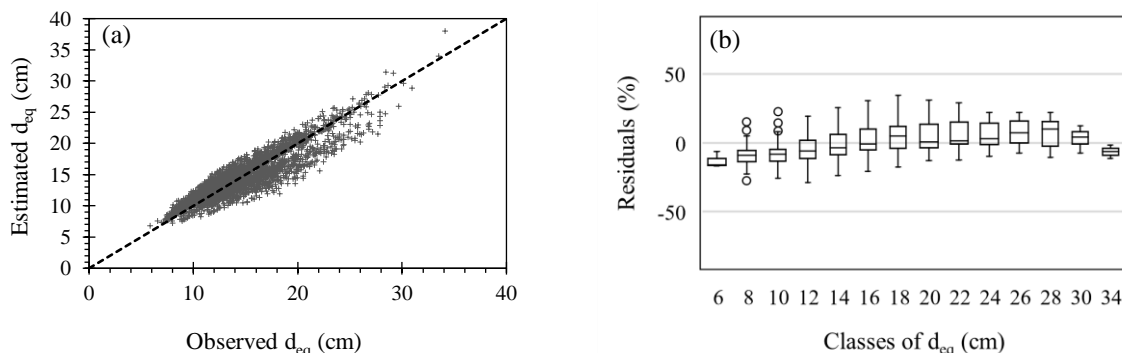 (a)
Estimated d_eq (cm)
40
35
30
25
20
15
10
5
0
0 10 20 30 40
Observed d_eq (cm)
(b)
Residuals (%)
50
0
-50
6 8 10 12 14 16 18 20 22 24 26 28 30 34
Classes of d_eq (cm)